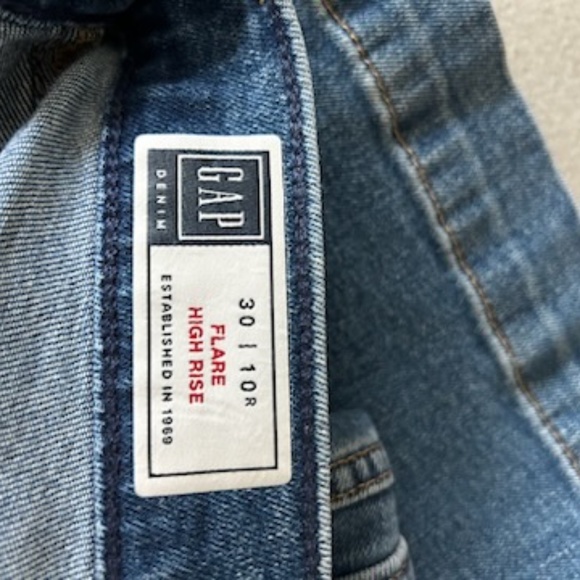 GAP
DENIM
30 | 10R
FLARE
HIGH RISE
ESTABLISHED IN 1969